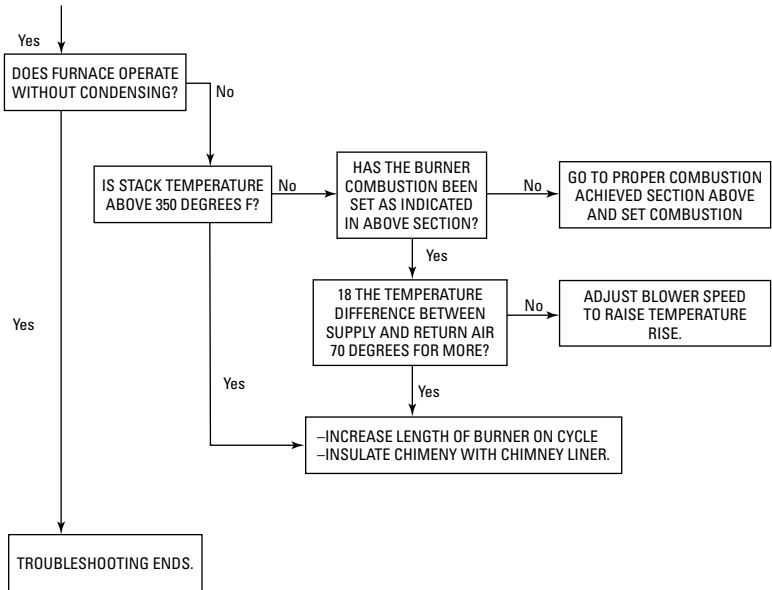 Yes
DOES FURNACE OPERATE
WITHOUT CONDENSING?
No
IS STACK TEMPERATURE
ABOVE 350 DEGREES F?
No
HAS THE BURNER
COMBUSTION BEEN
SET AS INDICATED
IN ABOVE SECTION?
No
GO TO PROPER COMBUSTION
ACHIEVED SECTION ABOVE
AND SET COMBUSTION
Yes
18 THE TEMPERATURE
DIFFERENCE BETWEEN
SUPPLY AND RETURN AIR
70 DEGREES FOR MORE?
No
ADJUST BLOWER SPEED
TO RAISE TEMPERATURE
RISE.
Yes
Yes
Yes
–INCREASE LENGTH OF BURNER ON CYCLE
–INSULATE CHIMENY WITH CHIMNEY LINER.
TROUBLESHOOTING ENDS.